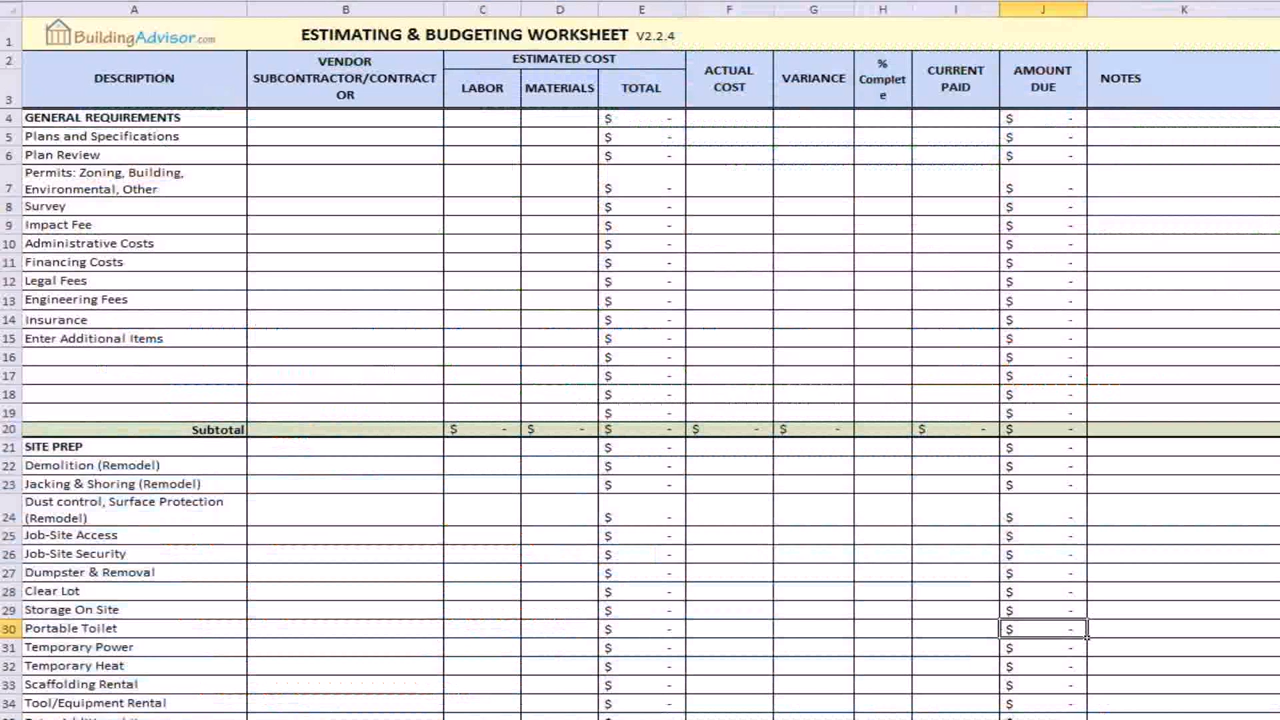 A B C D E F G H I J K
1 BuildingAdvisor.com ESTIMATING & BUDGETING WORKSHEET V2.2.4
2 DESCRIPTION VENDOR SUBCONTRACTOR/CONTRACT OR ESTIMATED COST ACTUAL COST VARIANCE % Complet e CURRENT PAID AMOUNT DUE NOTES
3 LABOR MATERIALS TOTAL
4 GENERAL REQUIREMENTS $ - $ -
5 Plans and Specifications $ - $ -
6 Plan Review $ - $ -
Permits: Zoning, Building,
7 Environmental, Other $ - $ -
8 Survey $ - $ -
9 Impact Fee $ - $ -
10 Administrative Costs $ - $ -
11 Financing Costs $ - $ -
12 Legal Fees $ - $ -
13 Engineering Fees $ - $ -
14 Insurance $ - $ -
15 Enter Additional Items $ - $ -
16 $ - $ -
17 $ - $ -
18 $ - $ -
19 $ - $ -
20 Subtotal $ - $ - $ - $ - $ - $ - $ -
21 SITE PREP $ - $ -
22 Demolition (Remodel) $ - $ -
23 Jacking & Shoring (Remodel) $ - $ -
Dust control, Surface Protection
24 (Remodel) $ - $ -
25 Job-Site Access $ - $ -
26 Job-Site Security $ - $ -
27 Dumpster & Removal $ - $ -
28 Clear Lot $ - $ -
29 Storage On Site $ - $ -
30 Portable Toilet $ - $ -
31 Temporary Power $ - $ -
32 Temporary Heat $ - $ -
33 Scaffolding Rental $ - $ -
34 Tool/Equipment Rental $ - $ -